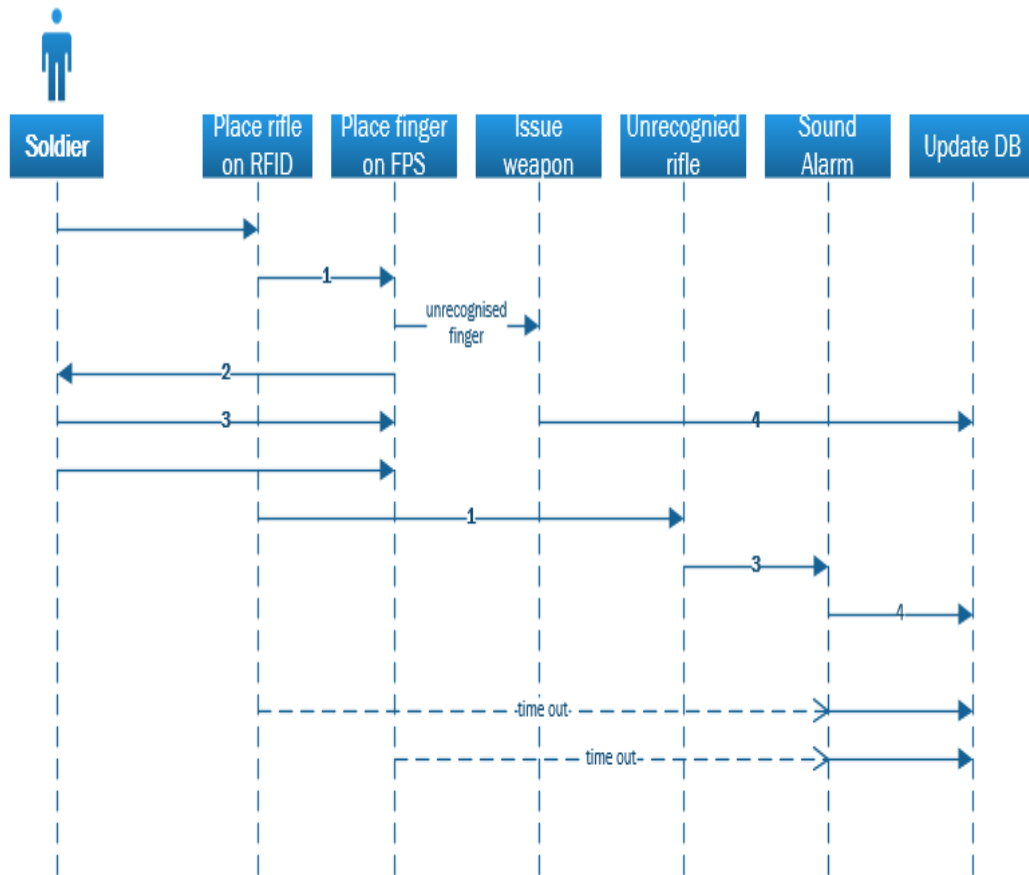 Soldier
Place rifle
on RFID
Place finger
on FPS
Issue
weapon
Unrecognied
rifle
Sound
Alarm
Update DB
1
unrecognised
finger
2
3
4
1
3
4
time out
time out